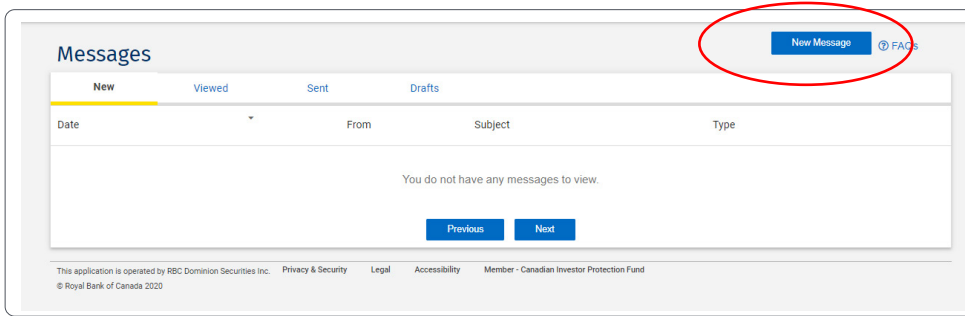 Messages
New Message
FAQs
New Viewed Sent Drafts
Date From Subject Type
You do not have any messages to view.
Previous Next
This application is operated by RBC Dominion Securities Inc. Privacy & Security Legal Accessibility Member - Canadian Investor Protection Fund
© Royal Bank of Canada 2020